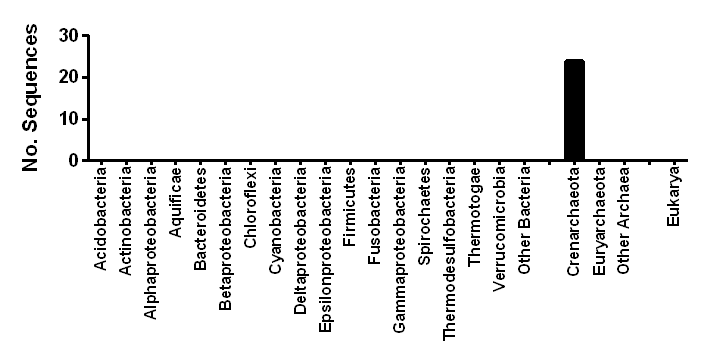 No. Sequences
30
20
10
0
Acidobacteria
Actinobacteria
Alphaproteobacteria
Aquificae
Bacteroidetes
Betaproteobacteria
Chloroflexi
Cyanobacteria
Deltaproteobacteria
Epsilonproteobacteria
Firmicutes
Fusobacteria
Gammaproteobacteria
Spirochaetes
Thermodesulfobacteria
Thermotogae
Verrucomicrobia
Other Bacteria
Crenarchaeota
Euryarchaeota
Other Archaea
Eukarya